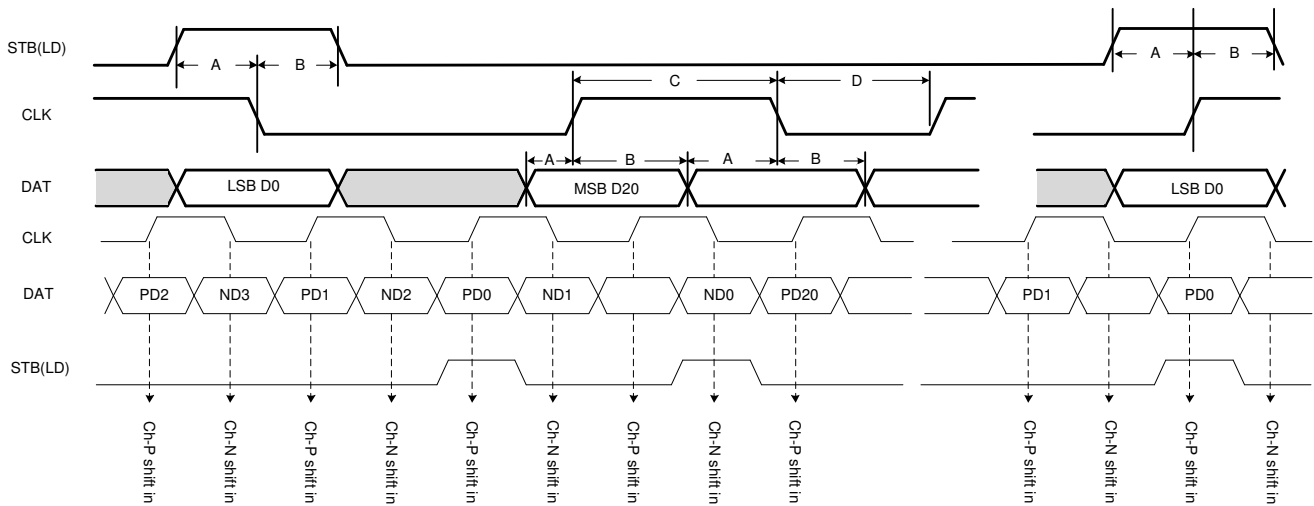 STB(LD)
A B A B
C D
CLK
A B A B
DAT
LSB D0 MSB D20 LSB D0
CLK
DAT
PD2 ND3 PD1 ND2 PD0 ND1 ND0 PD20 PD1 PD0
STB(LD)
Ch-P shift in
Ch-N shift in
Ch-P shift in
Ch-N shift in
Ch-P shift in
Ch-N shift in
Ch-P shift in
Ch-N shift in
Ch-P shift in
Ch-P shift in
Ch-N shift in
Ch-P shift in
Ch-N shift in